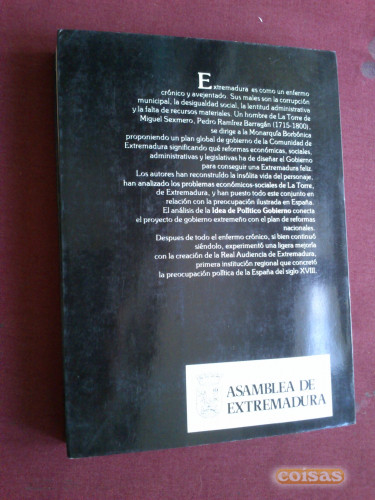 Extremadura es como un enfermo
crónico y avejentado. Sus males son la corrupción
municipal, la desigualdad social, la lentitud administrativa
y la falta de recursos materiales. Un hombre de La Torre de
Miguel Sexmero, Pedro Ramírez Barragán (1715-1800),
se dirige a la Monarquía Borbónica
proponiendo un plan global de gobierno de la Comunidad de
Extremadura significando qué reformas económicas, sociales,
administrativas y legislativas ha de diseñar el Gobierno
para conseguir una Extremadura feliz.
Los autores han reconstruído la insólita vida del personaje,
han analizado los problemas económicos-sociales de La Torre,
de Extremadura, y han puesto todo este conjunto en
relación con la preocupación ilustrada en España.
El análisis de la Idea de Político Gobierno conecta
el proyecto de gobierno extremeño con el plan de reformas
nacionales.
Despues de todo el enfermo crónico, si bien continuó
siéndolo, experimentó una ligera mejoría
con la creación de la Real Audiencia de Extremadura,
primera institución regional que concretó
la preocupación política de la España del siglo XVIII.
ASAMBLEA DE
EXTREMADURA
coisas